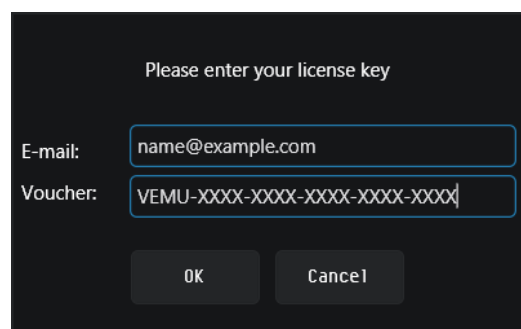 Please enter your license key
E-mail: name@example.com
Voucher: VEMU-XXXX-XXXX-XXXX-XXXX-XXXX
OK Cancel